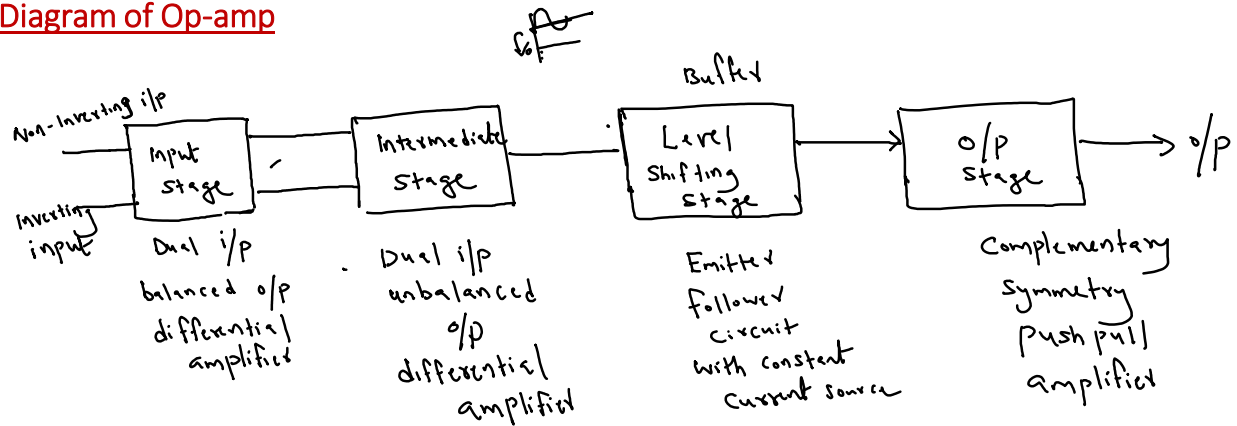 Diagram of Op-amp
Buffer
Non-Inverting i/p
Input
stage
Intermediate
stage
Level
Shifting
stage
O/P
stage
O/P
Inverting
input
Dual i/p
balanced o/p
differential
amplifier
Dual i/p
unbalanced
o/p
differential
amplifier
Emitter
follower
circuit
with constant
current source
Complementary
symmetry
push pull
amplifier